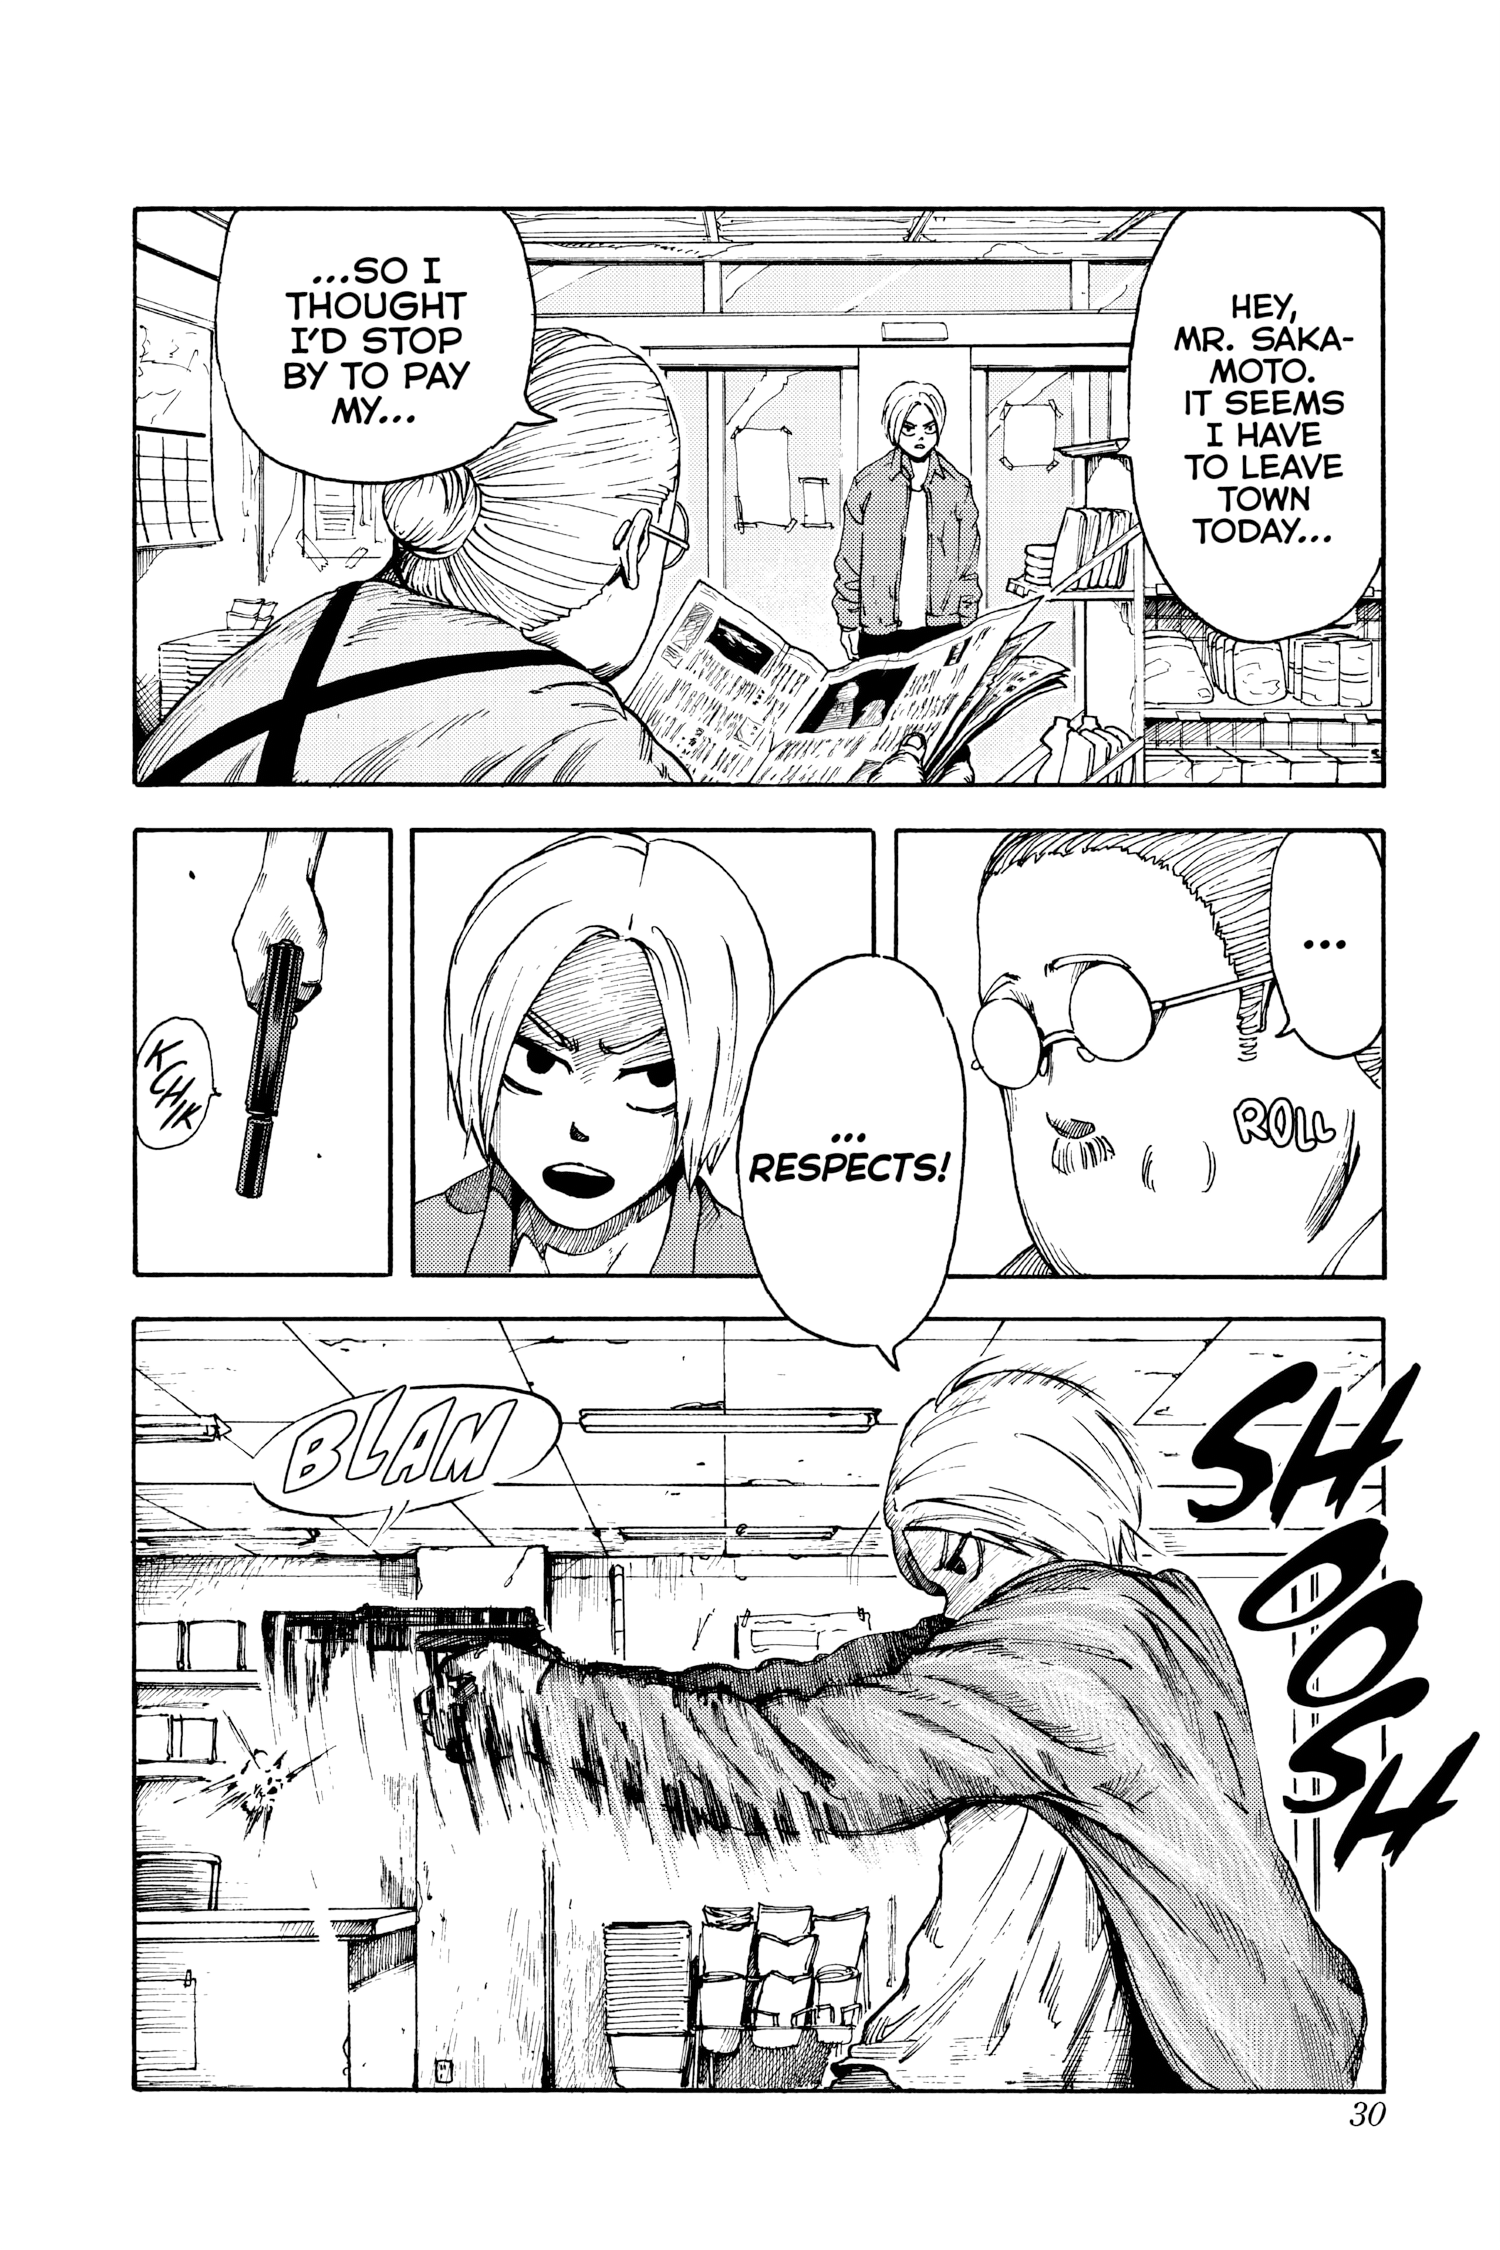 HEY,
MR. SAKA-
MOTO.
IT SEEMS
I HAVE
TO LEAVE
TOWN
TODAY...
...SO I
THOUGHT
I'D STOP
BY TO PAY
MY...
...
ROLL
...
RESPECTS!
KCHIK
SHOOSH
BLAM
30